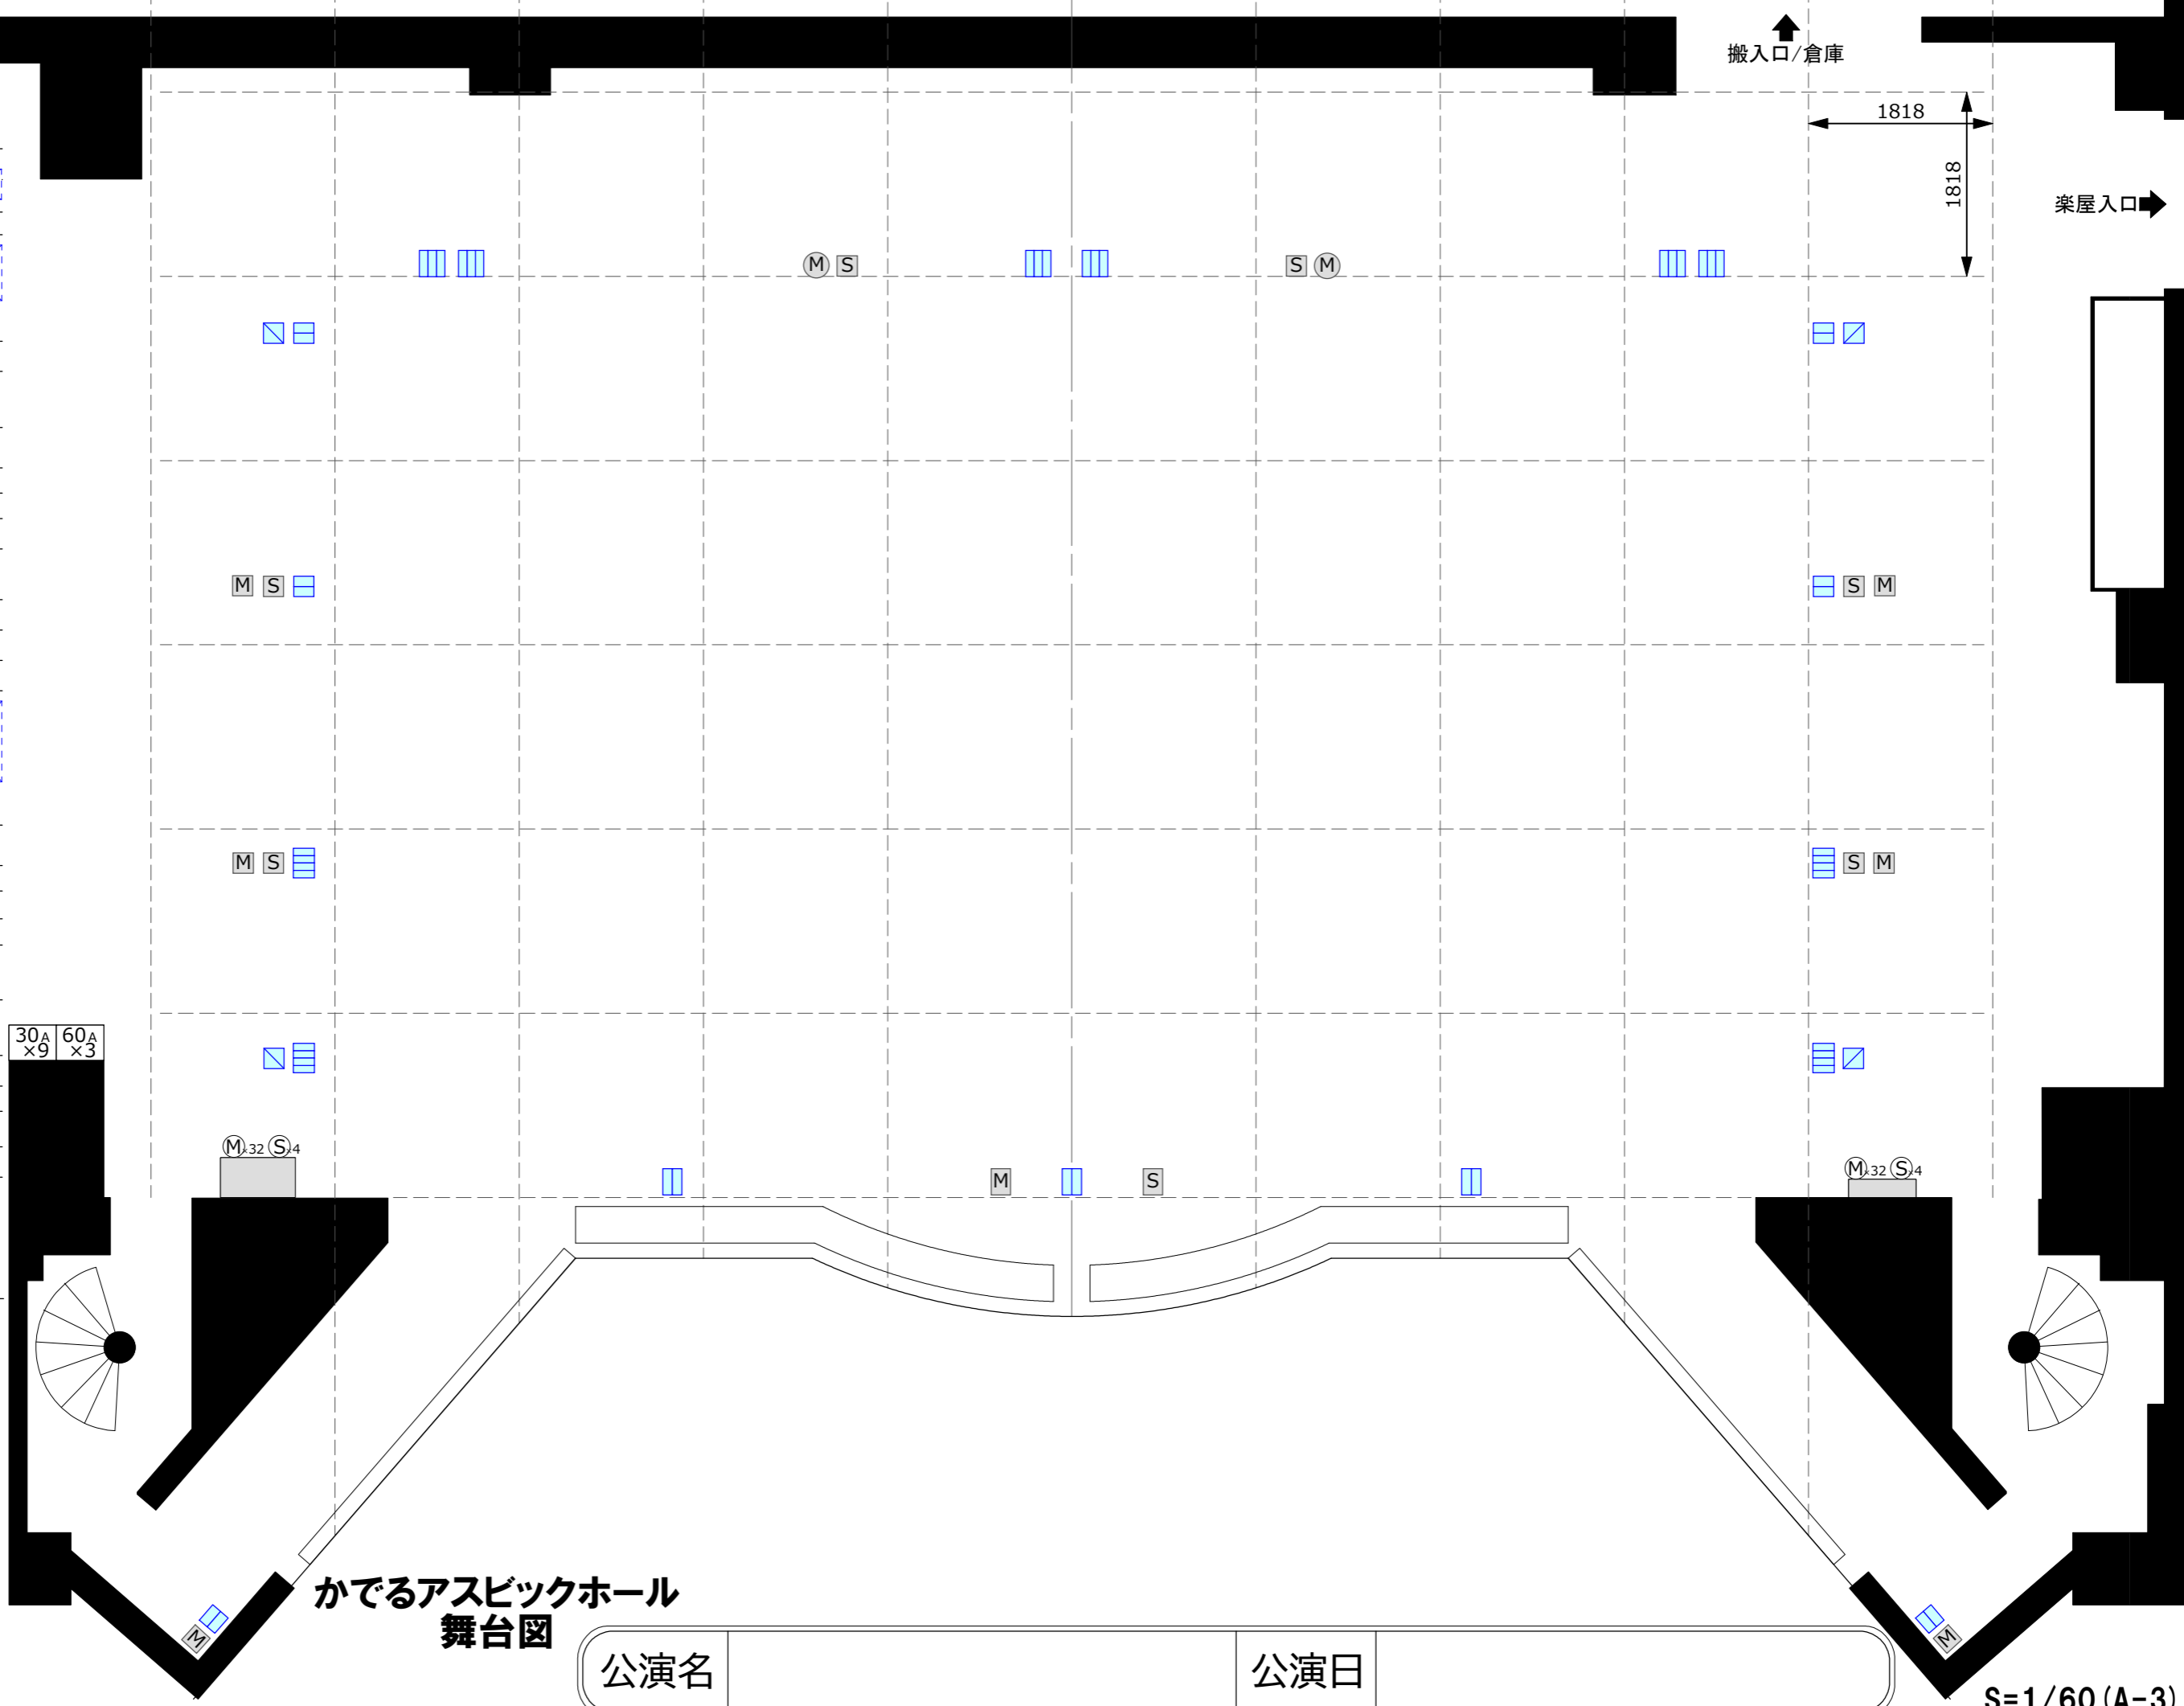 搬入口/倉庫
1818
1818
楽屋入口
M S S M
M S S M
M S S M
30A ×9 60A ×3
M×32 S×4
M×32 S×4
M S
かでるアスビックホール
舞台図
M M
公演名 公演日
S=1/60(A-3)